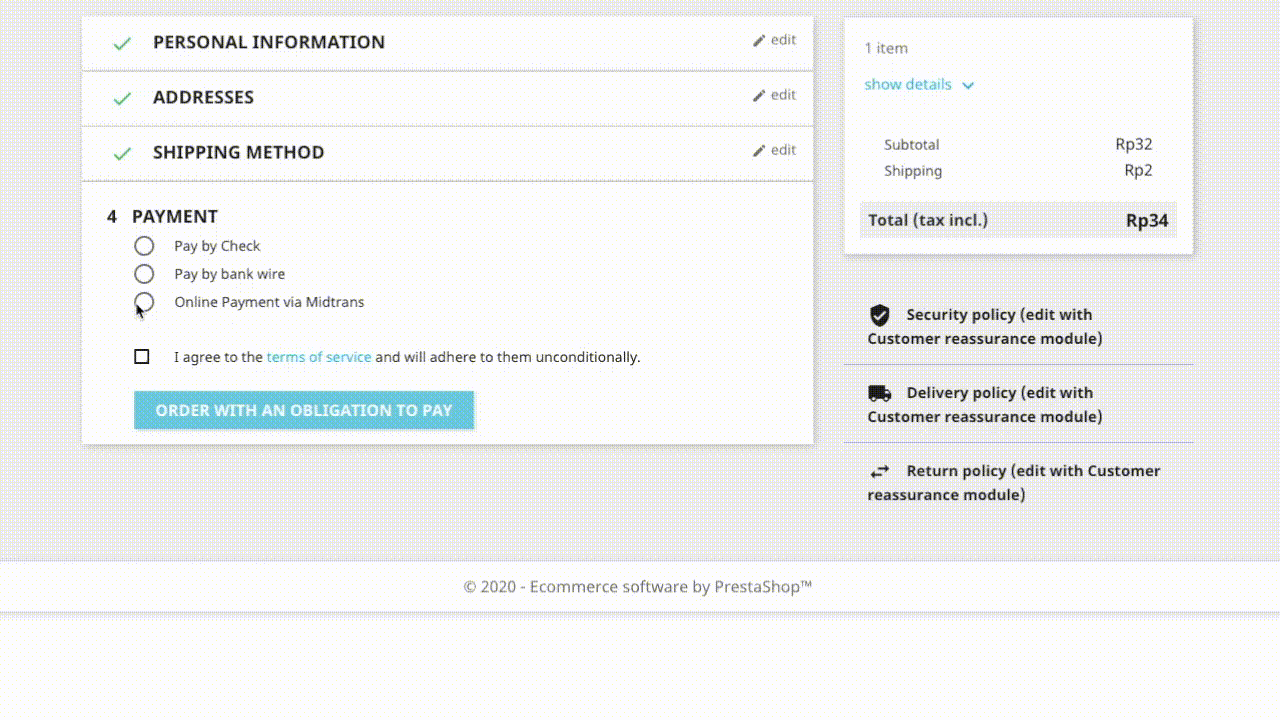 PERSONAL INFORMATION
edit
ADDRESSES
edit
SHIPPING METHOD
edit
4 PAYMENT
Pay by Check
Pay by bank wire
Online Payment via Midtrans
I agree to the terms of service and will adhere to them unconditionally.
ORDER WITH AN OBLIGATION TO PAY
1 item
show details
Subtotal Rp32
Shipping Rp2
Total (tax incl.) Rp34
Security policy (edit with
Customer reassurance module)
Delivery policy (edit with
Customer reassurance module)
Return policy (edit with Customer
reassurance module)
© 2020 - Ecommerce software by PrestaShop™